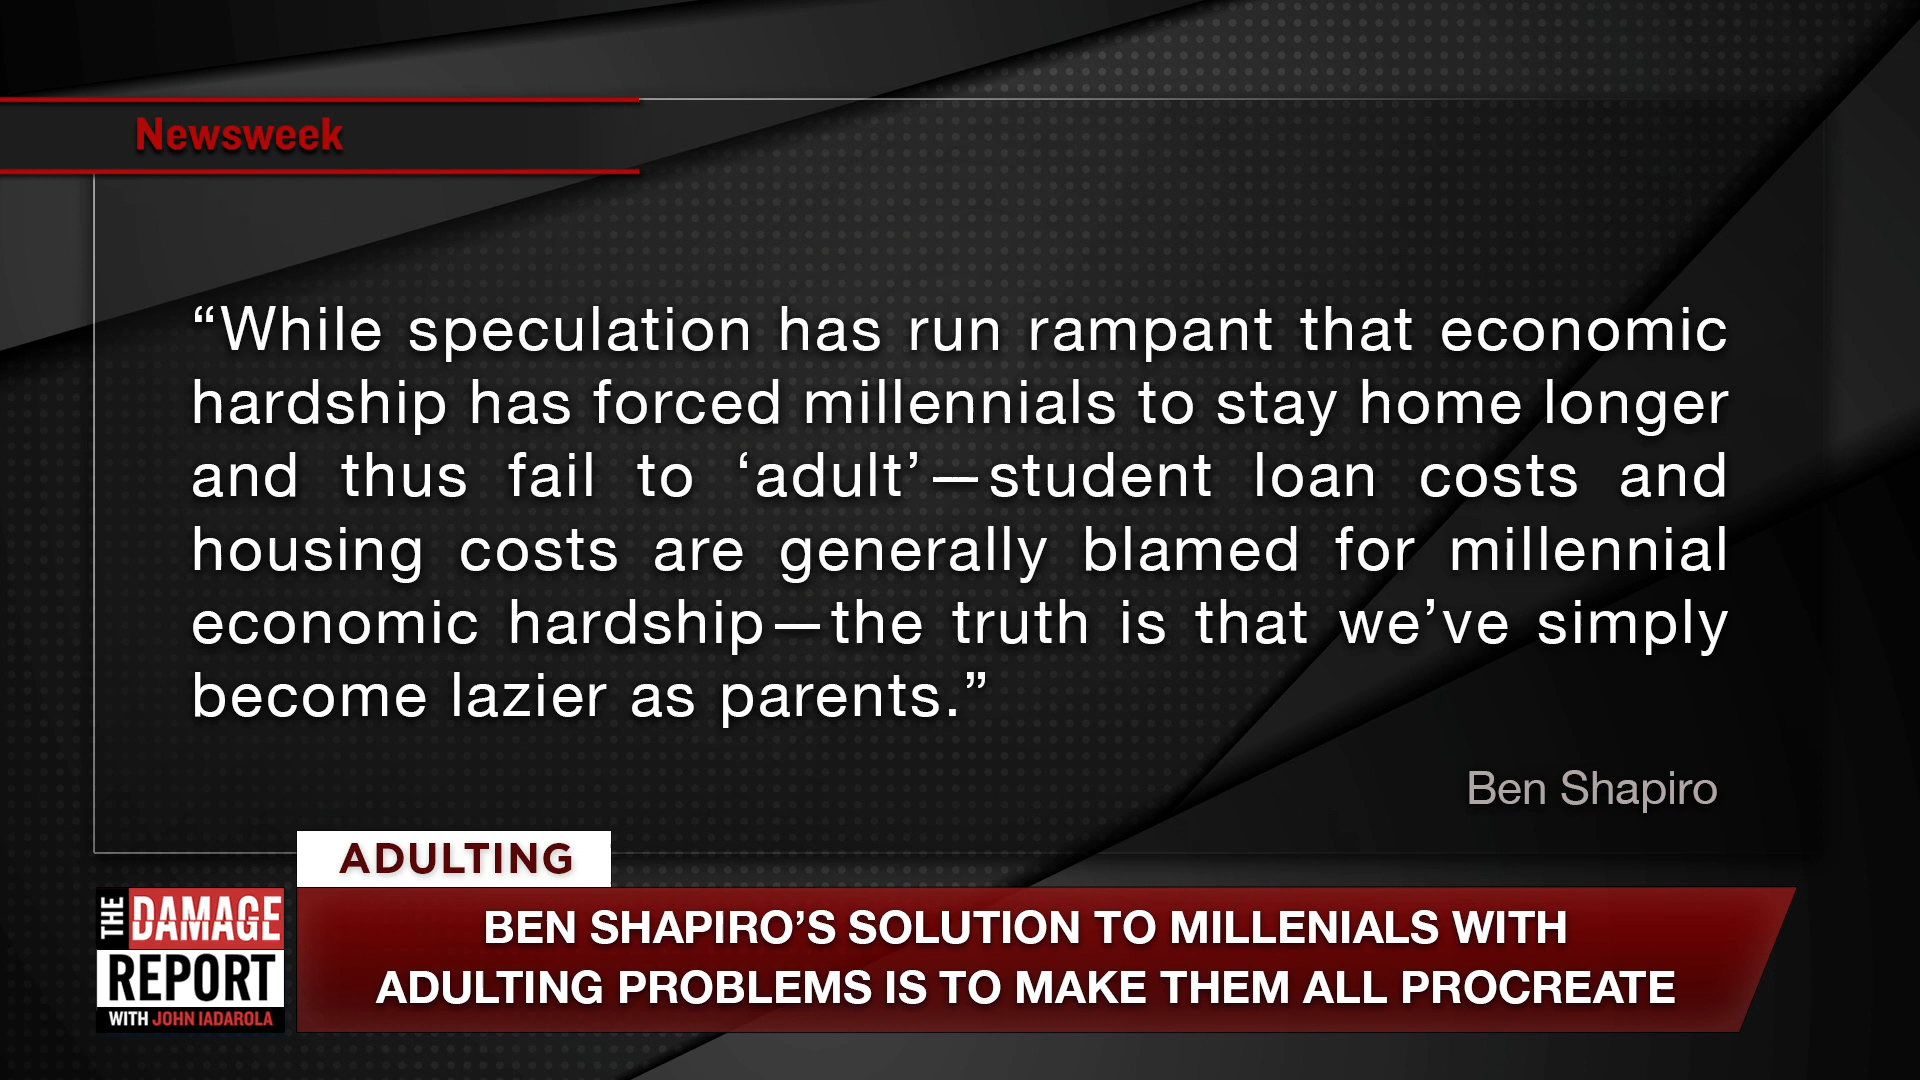 Newsweek
“While speculation has run rampant that economic
hardship has forced millennials to stay home longer
and thus fail to ‘adult’—student loan costs and
housing costs are generally blamed for millennial
economic hardship—the truth is that we’ve simply
become lazier as parents.”
Ben Shapiro
ADULTING
THE DAMAGE
REPORT
WITH JOHN IADAROLA
BEN SHAPIRO’S SOLUTION TO MILLENIALS WITH
ADULTING PROBLEMS IS TO MAKE THEM ALL PROCREATE